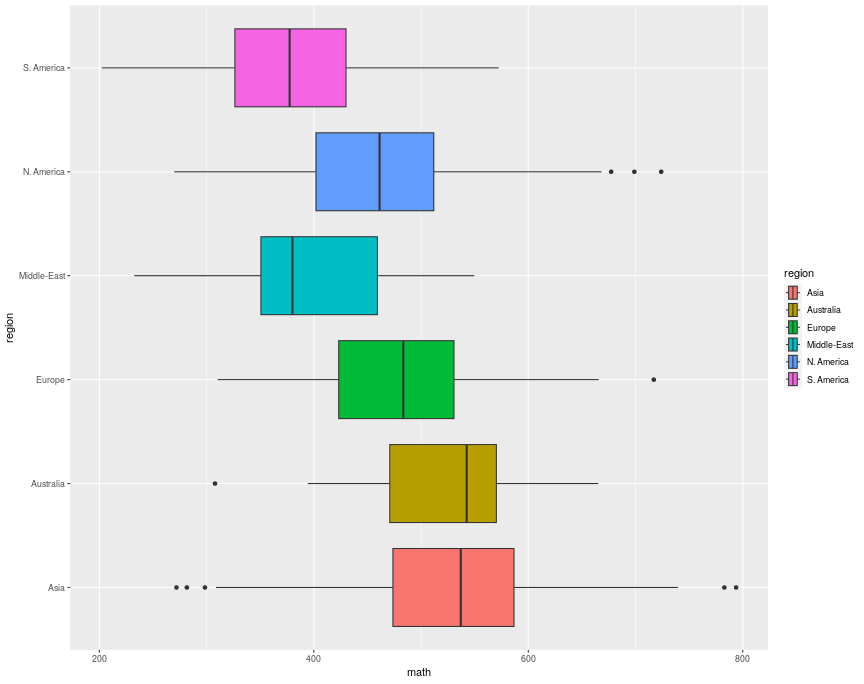 S. America
N. America
Middle-East
Europe
Australia
Asia
region
200 400 600 800
math
region
Asia
Australia
Europe
Middle-East
N. America
S. America